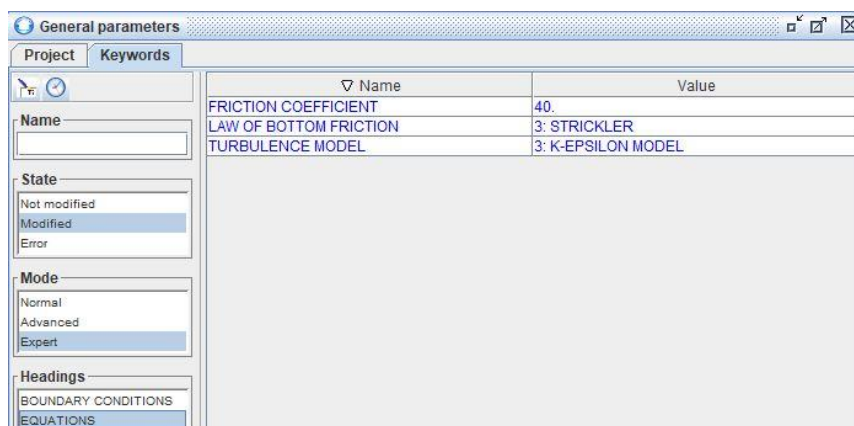 General parameters
Project Keywords
Name Value
FRICTION COEFFICIENT 40.
LAW OF BOTTOM FRICTION 3: STRICKLER
TURBULENCE MODEL 3: K-EPSILON MODEL
Name
State
Not modified
Modified
Error
Mode
Normal
Advanced
Expert
Headings
BOUNDARY CONDITIONS
EQUATIONS